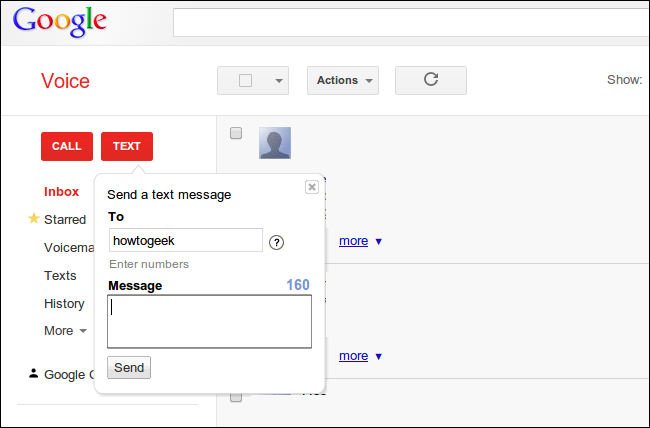 Google
Voice
Actions
Show:
CALL
TEXT
Send a text message
Inbox
To
Starred
howtogeek
?
more
Voicema
Enter numbers
Texts
Message
160
History
More
more
Send
Google